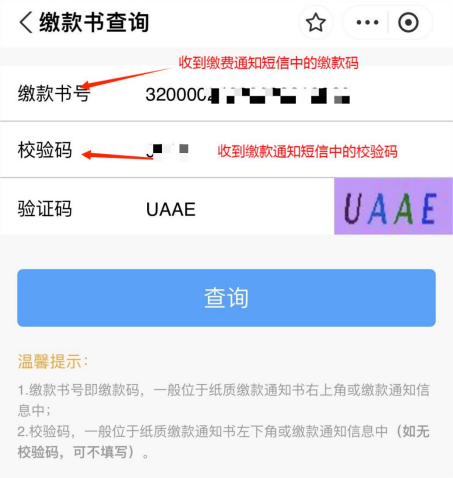 缴款书查询
收到缴费通知短信中的缴款码
缴款书号 320000
校验码 收到缴款通知短信中的校验码
验证码 UAAE UAAE
查询
温馨提示：
1.缴款书号即缴款码，一般位于纸质缴款通知书右上角或缴款通知信
息中；
2.校验码，一般位于纸质缴款通知书左下角或缴款通知信息中（如无
校验码，可不填写）。